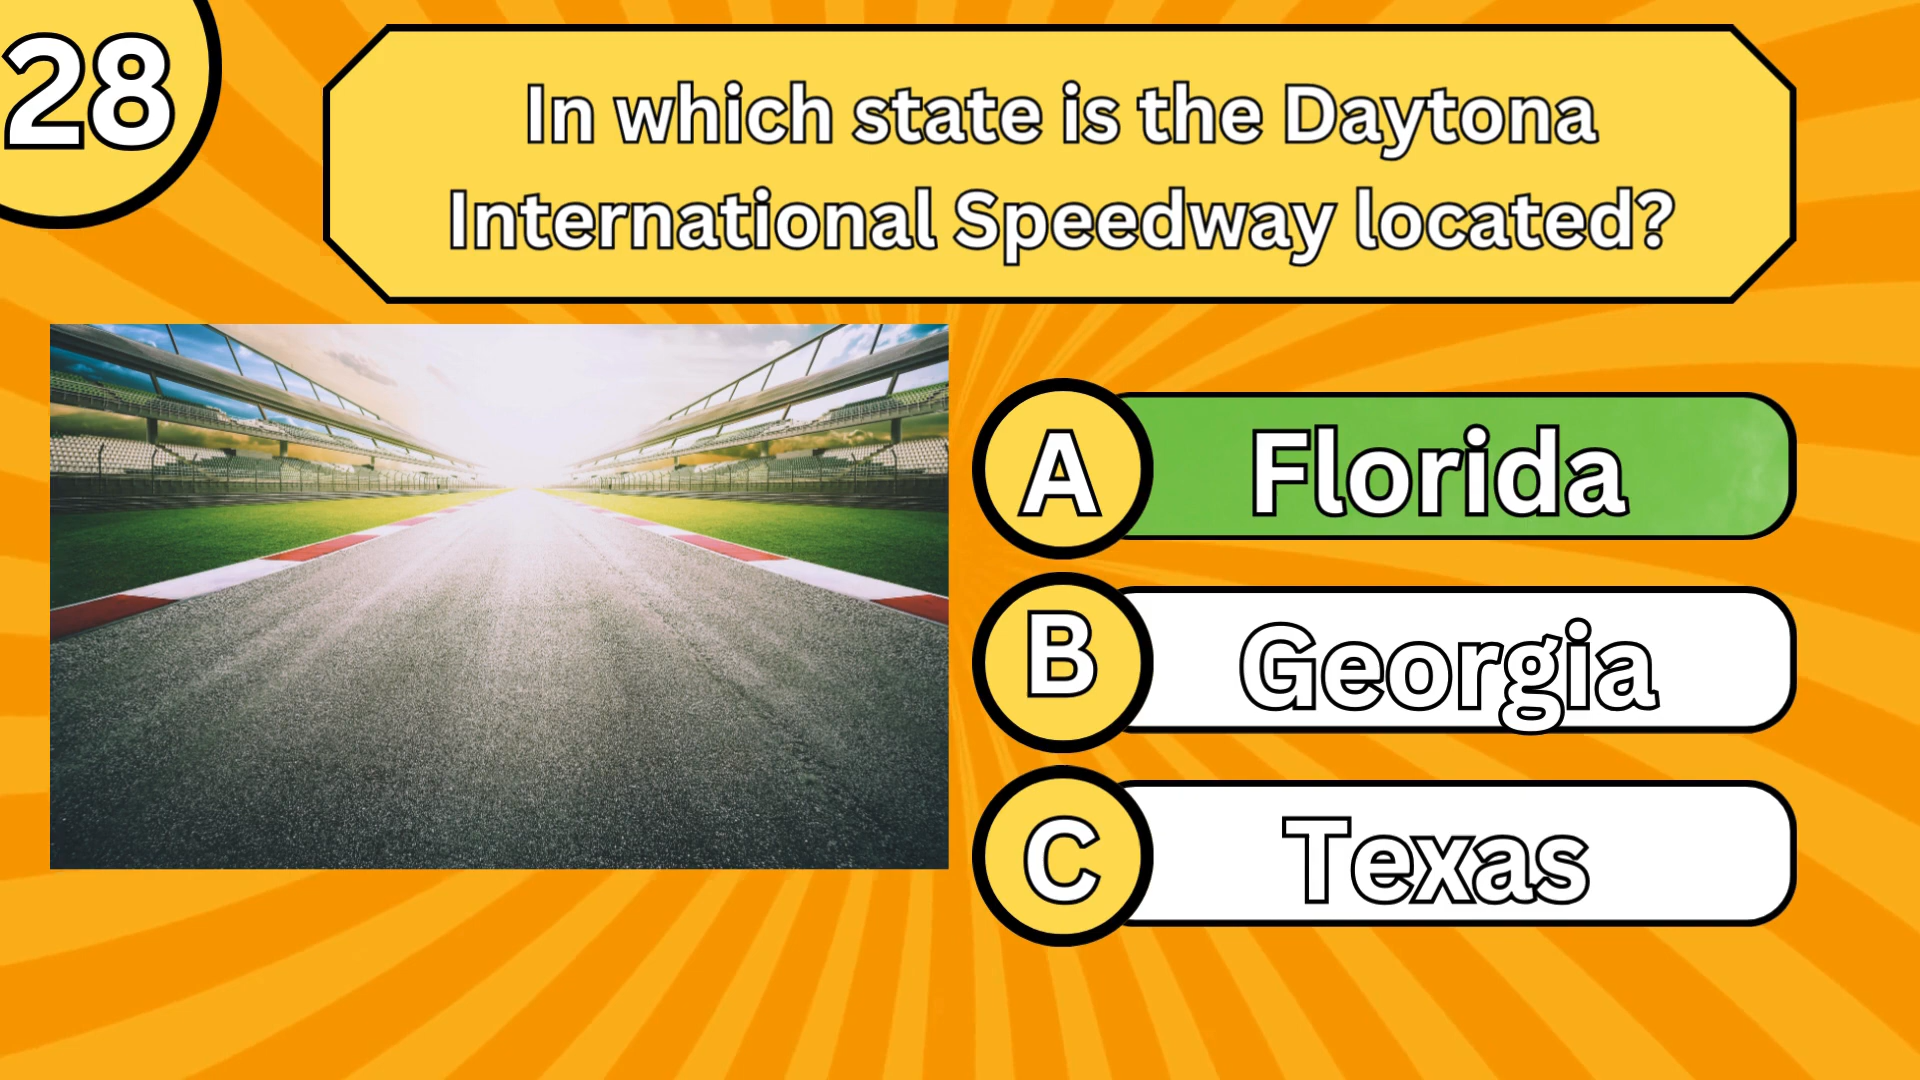 28
In which state is the Daytona
International Speedway located?
A Florida
B Georgia
C Texas